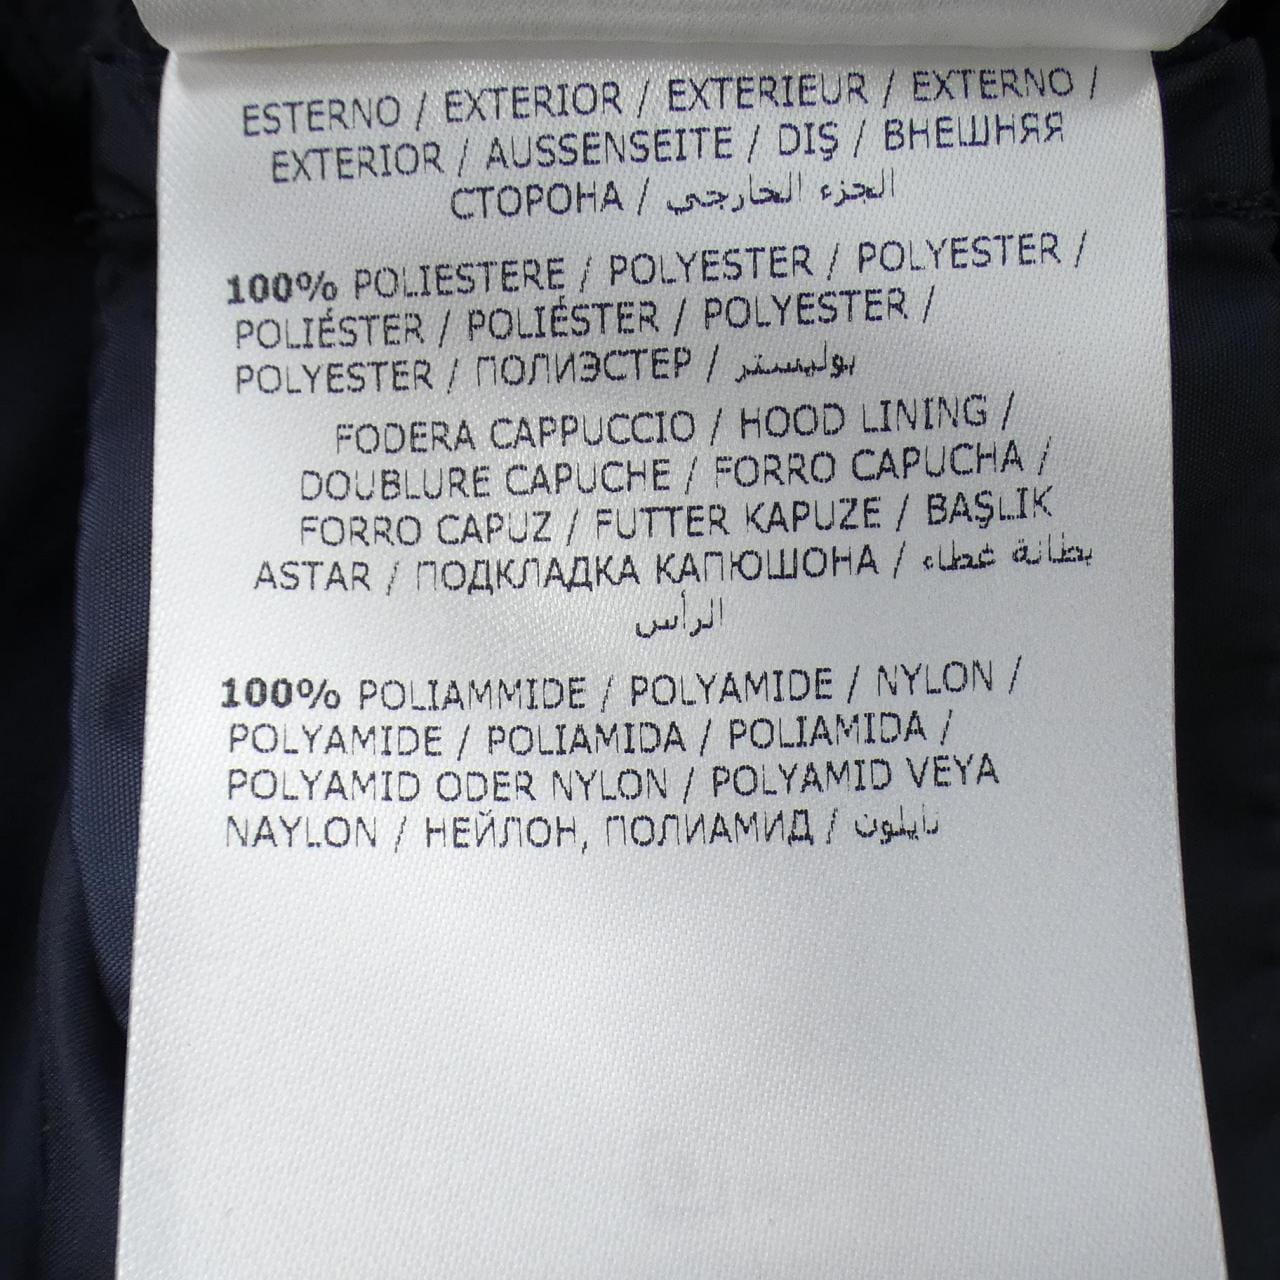 ESTERNO / EXTERIOR / EXTERIEUR / EXTERNO /
EXTERIOR / AUSSENSEITE / DIŞ / ВНЕШНЯЯ
СТОРОНА / الجزء الخارجي
100% POLIESTERE / POLYESTER / POLYESTER /
POLIÉSTER / POLIÉSTER / POLYESTER /
POLYESTER / ПОЛИЭСТЕР / بوليستر
FODERA CAPPUCCIO / HOOD LINING /
DOUBLURE CAPUCHE / FORRO CAPUCHA /
FORRO CAPUZ / FUTTER KAPUZE / BAŞLIK
ASTAR / ПОДКЛАДКА КАПЮШОНА / بطانة غطاء
الرأس
100% POLIAMMIDE / POLYAMIDE / NYLON /
POLYAMIDE / POLIAMIDA / POLIAMIDA /
POLYAMID ODER NYLON / POLYAMID VEYA
NAYLON / НЕЙЛОН, ПОЛИАМИД / نايلون